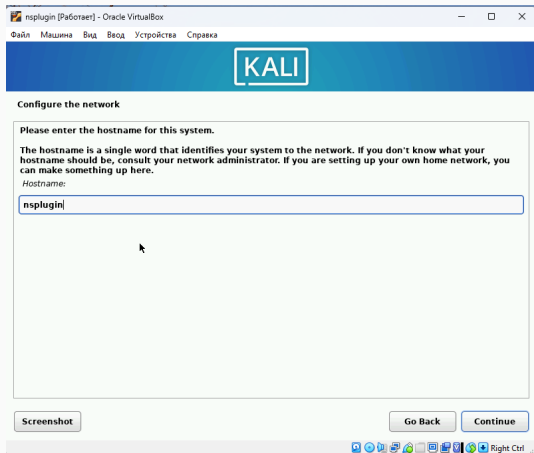 nsplugin [Работает] - Oracle VirtualBox
Файл Машина Вид Ввод Устройства Справка
KALI
Configure the network
Please enter the hostname for this system.
The hostname is a single word that identifies your system to the network. If you don't know what your
hostname should be, consult your network administrator. If you are setting up your own home network, you
can make something up here.
Hostname:
nsplugin
Screenshot Go Back Continue
Right Ctrl